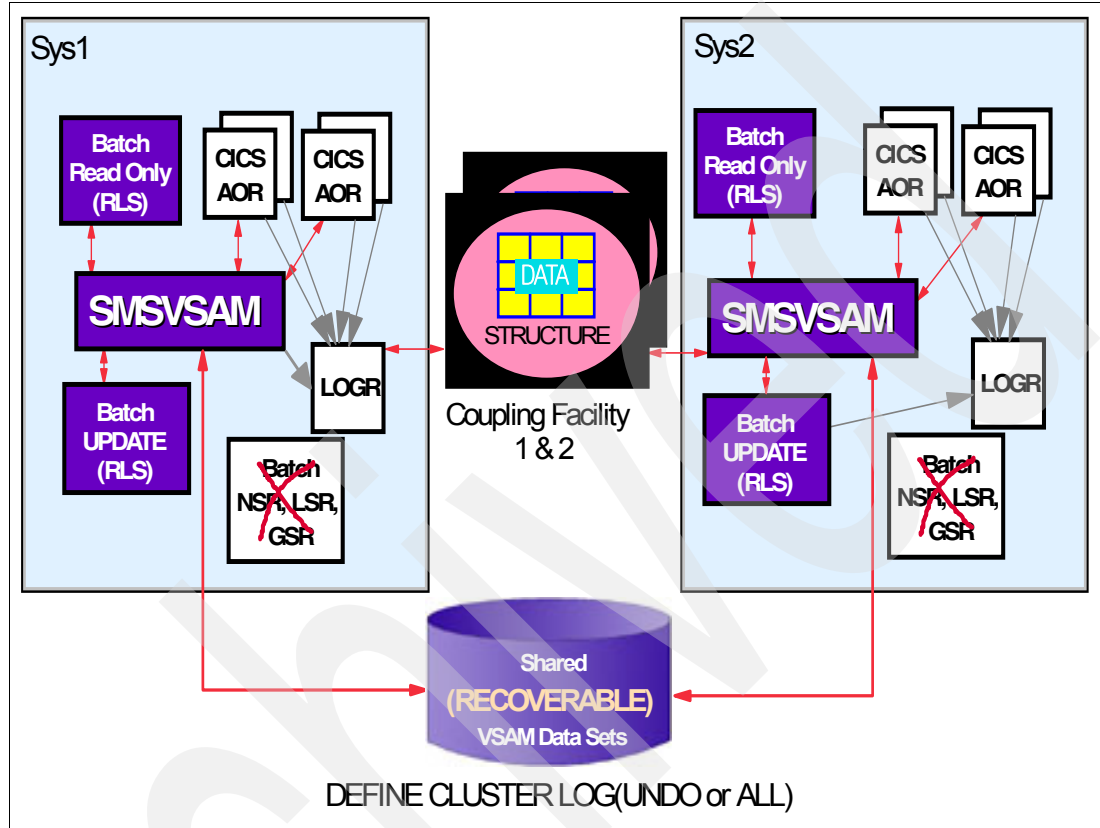 Sys1
Batch
Read Only
(RLS)
CICS
AOR
CICS
AOR
SMSVSAM
LOGR
Batch
UPDATE
(RLS)
Batch
NSR, LSR,
GSR
DATA
STRUCTURE
Coupling Facility
1 & 2
Sys2
Batch
Read Only
(RLS)
CICS
AOR
CICS
AOR
SMSVSAM
LOGR
Batch
UPDATE
(RLS)
Batch
NSR, LSR,
GSR
Shared
(RECOVERABLE)
VSAM Data Sets
DEFINE CLUSTER LOG(UNDO or ALL)